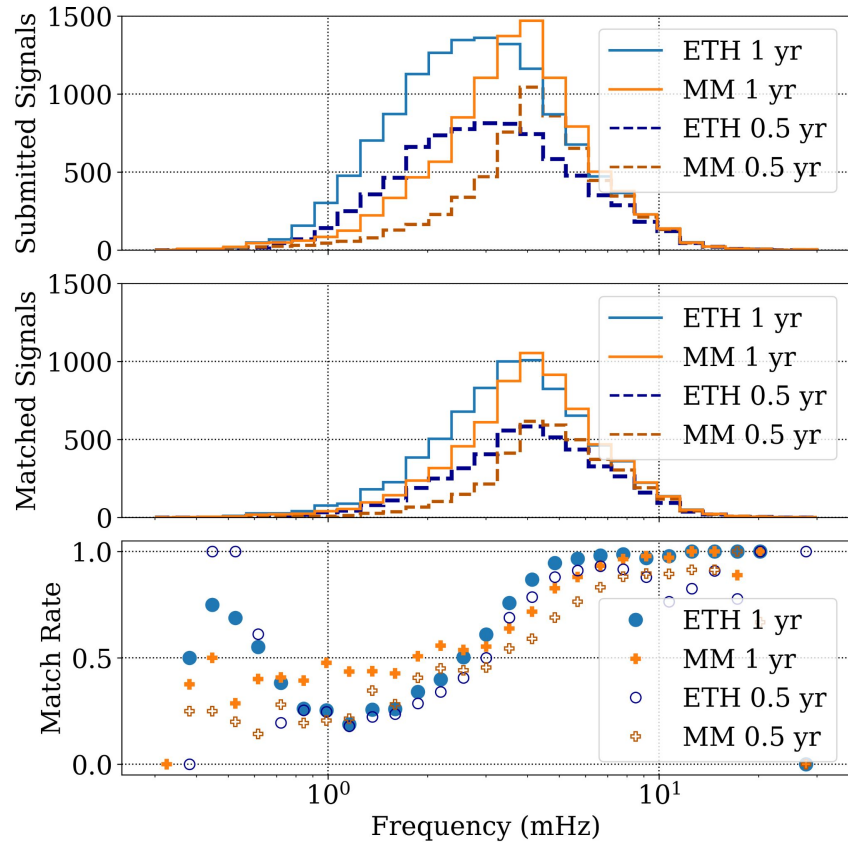 1500
1000
500
0
Submitted Signals
ETH 1 yr
MM 1 yr
ETH 0.5 yr
MM 0.5 yr
1500
1000
500
0
Matched Signals
ETH 1 yr
MM 1 yr
ETH 0.5 yr
MM 0.5 yr
1.0
0.5
0.0
Match Rate
ETH 1 yr
MM 1 yr
ETH 0.5 yr
MM 0.5 yr
10⁰ 10¹
Frequency (mHz)